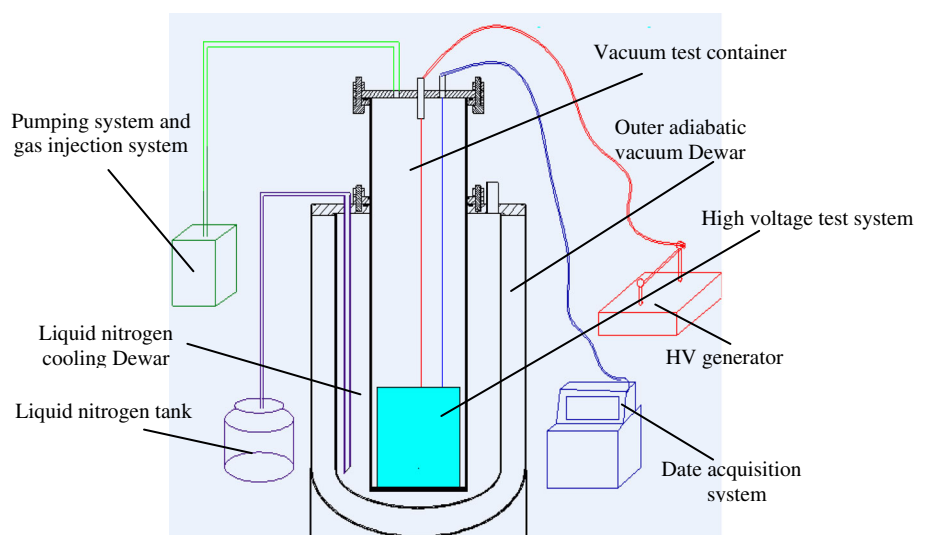 Vacuum test container
Pumping system and
gas injection system
Outer adiabatic
vacuum Dewar
High voltage test system
Liquid nitrogen
cooling Dewar
HV generator
Liquid nitrogen tank
Date acquisition
system